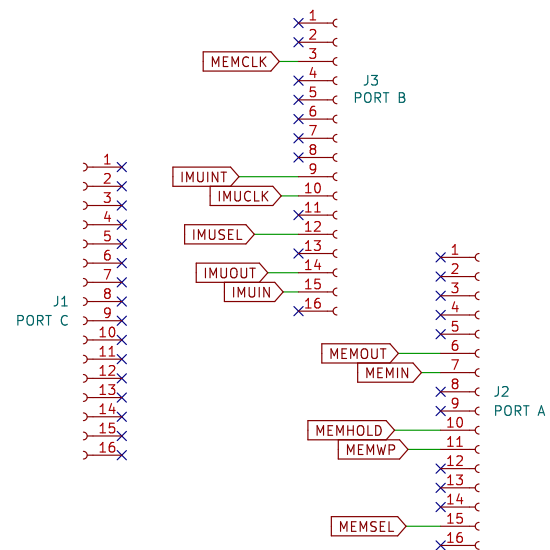 1
2
MEMCLK 3
4
J3
5
PORT B
6
7
8
IMUINT 9
IMUCLK 10
11
IMUSEL 12
13
IMUOUT 14
IMUIN 15
16
1
2
3
4
5
6
7
J1
8
PORT C
9
10
11
12
13
14
15
16
1
2
3
4
5
MEMOUT 6
MEMIN 7
8
J2
9
PORT A
MEMHOLD 10
MEMWP 11
12
13
14
MEMSEL 15
16